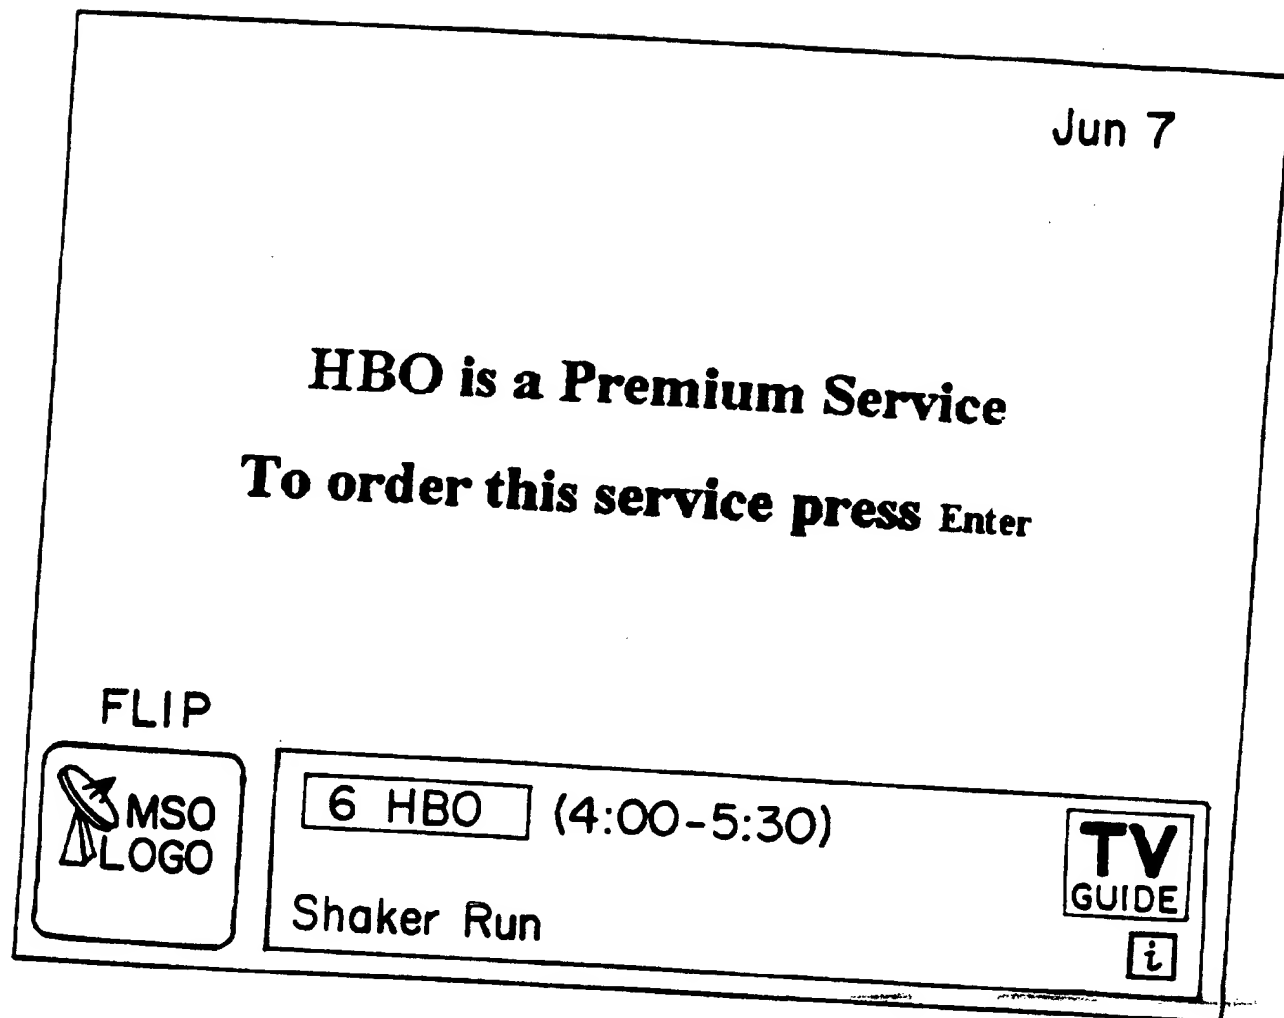 Jun 7
HBO is a Premium Service
To order this service press Enter
FLIP
MSO
LOGO
6 HBO (4:00-5:30)
Shaker Run
TV
GUIDE
i